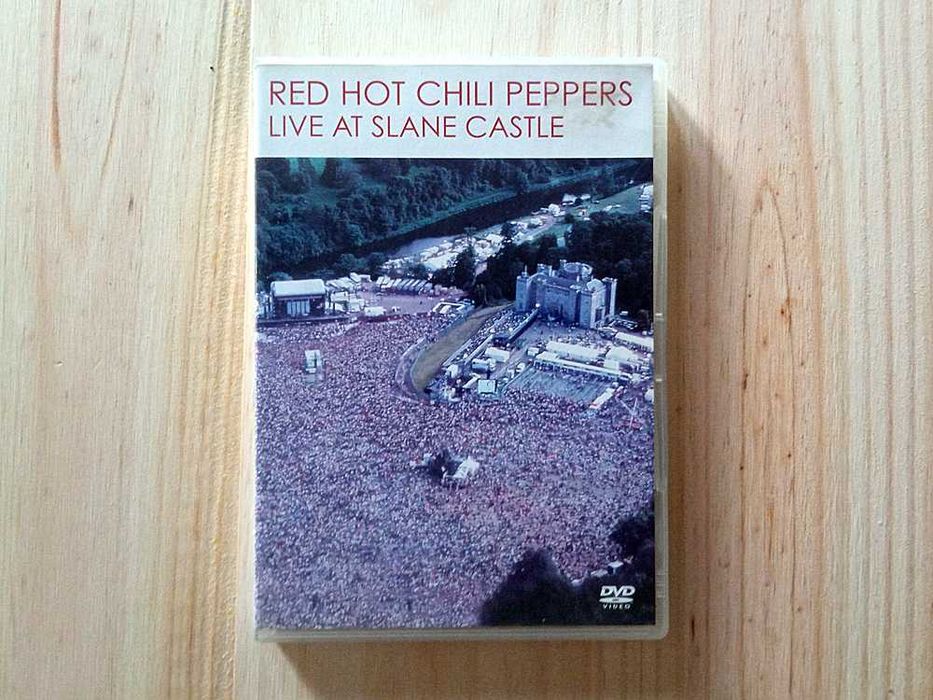 RED HOT CHILI PEPPERS
LIVE AT SLANE CASTLE
DVD
VIDEO